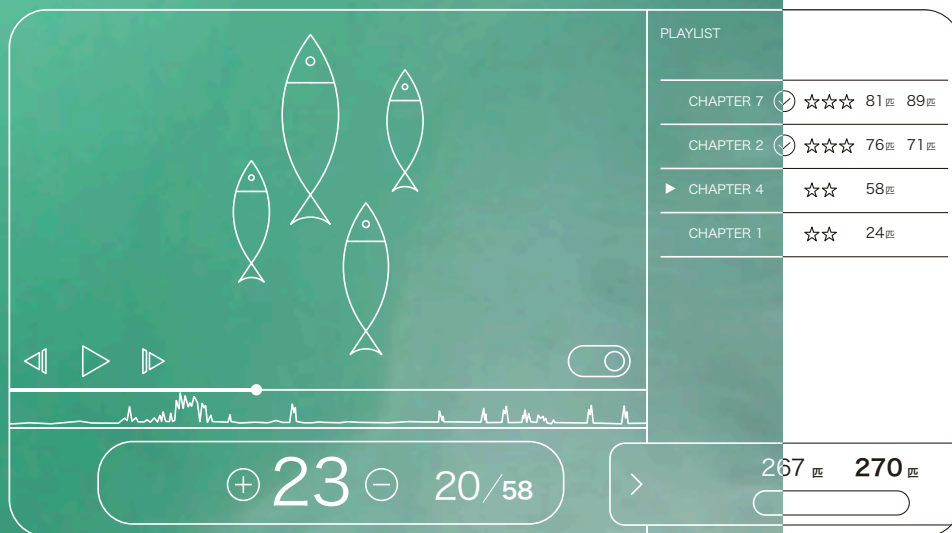 PLAYLIST
CHAPTER 7 81匹 89匹
CHAPTER 2 76匹 71匹
CHAPTER 4 58匹
CHAPTER 1 24匹
23 20/58
267匹 270匹